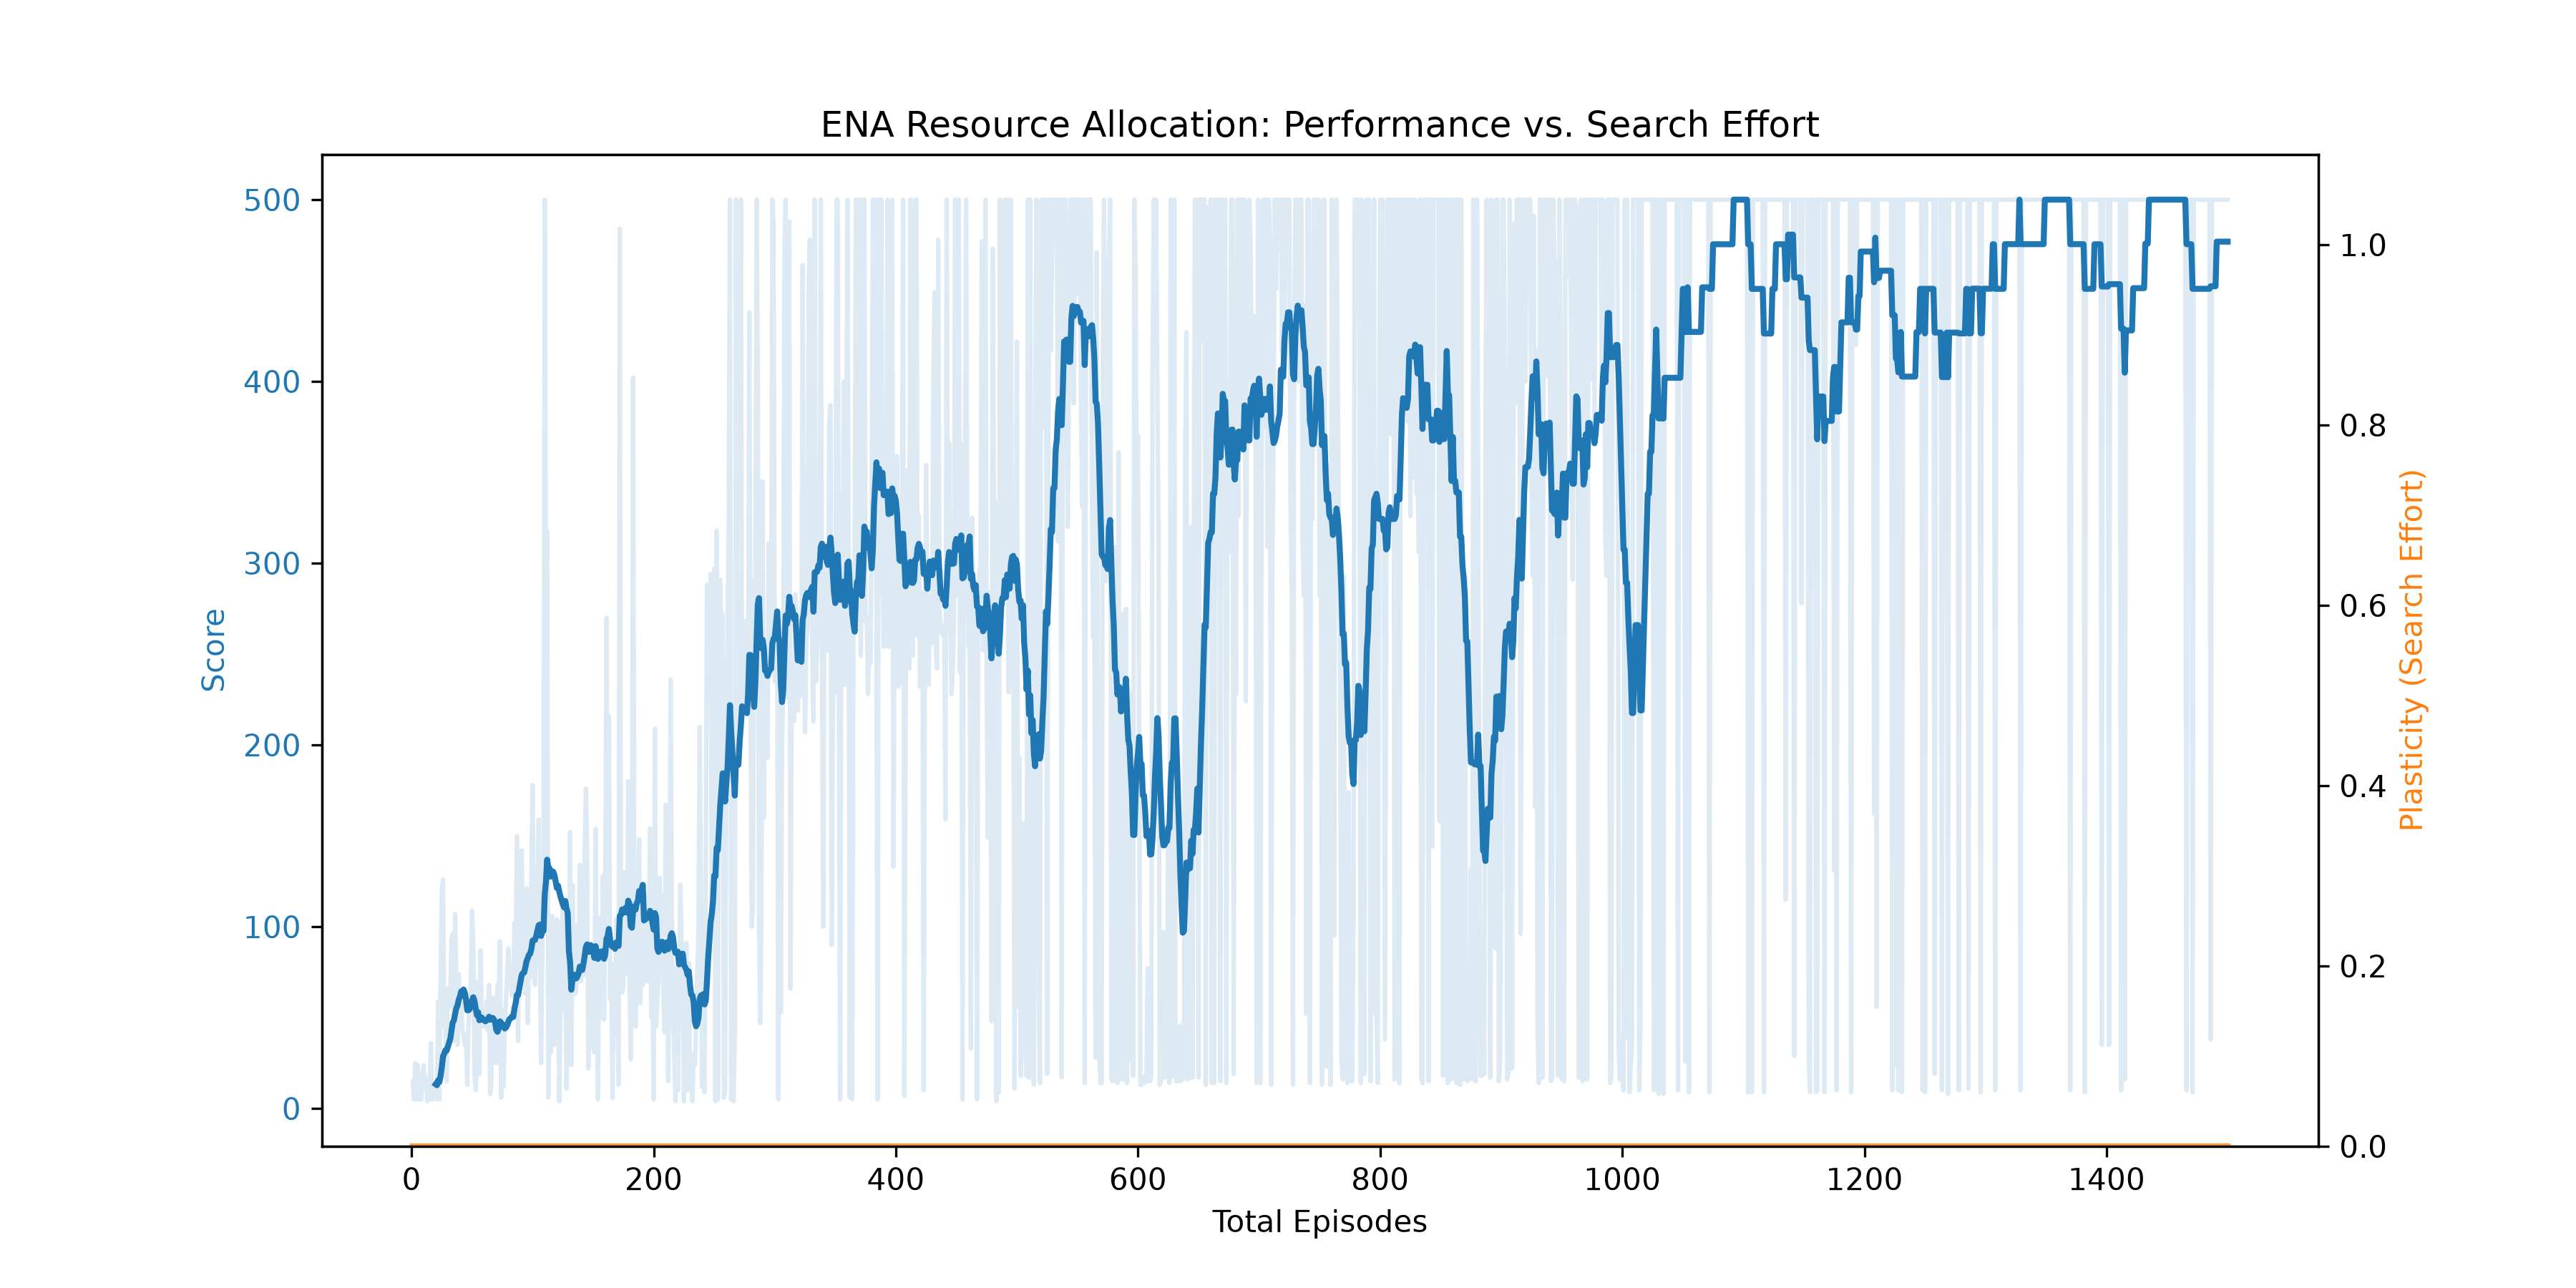 ENA Resource Allocation: Performance vs. Search Effort
500
400
300
200
100
0
Score
1.0
0.8
0.6
0.4
0.2
0.0
Plasticity (Search Effort)
0 200 400 600 800 1000 1200 1400
Total Episodes